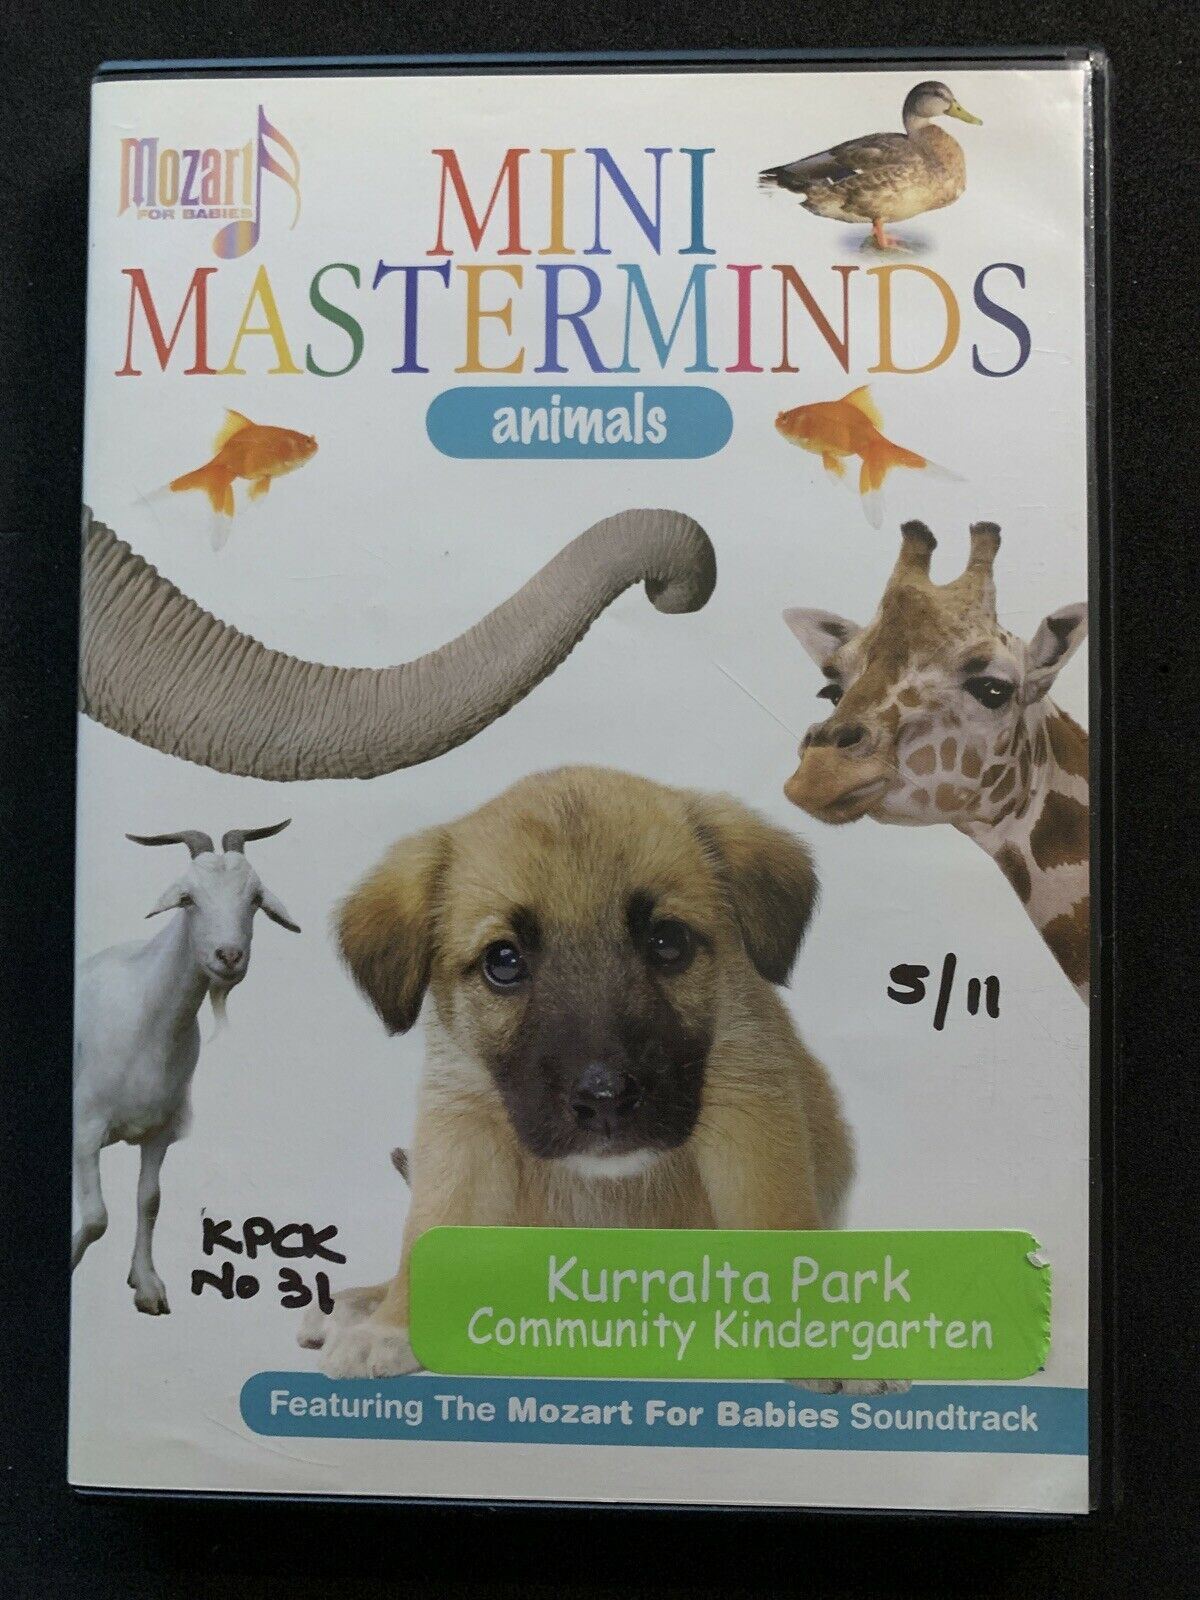 Mozart
FOR BABIES
MINI
MASTERMINDS
animals
5/11
KPCK
No 31
Kurralta Park
Community Kindergarten
Featuring The Mozart For Babies Soundtrack